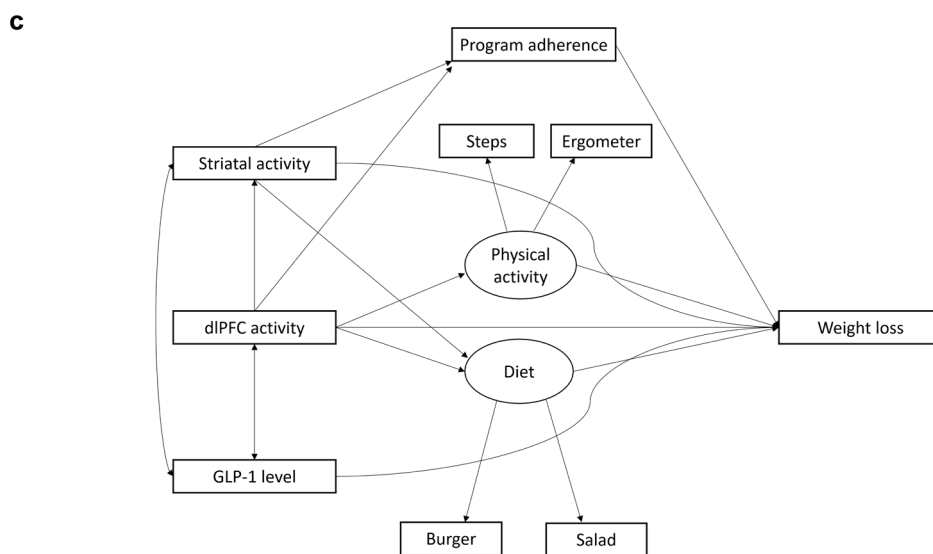 c
Program adherence
Steps
Ergometer
Striatal activity
Physical
activity
dlPFC activity
Weight loss
Diet
GLP-1 level
Burger
Salad